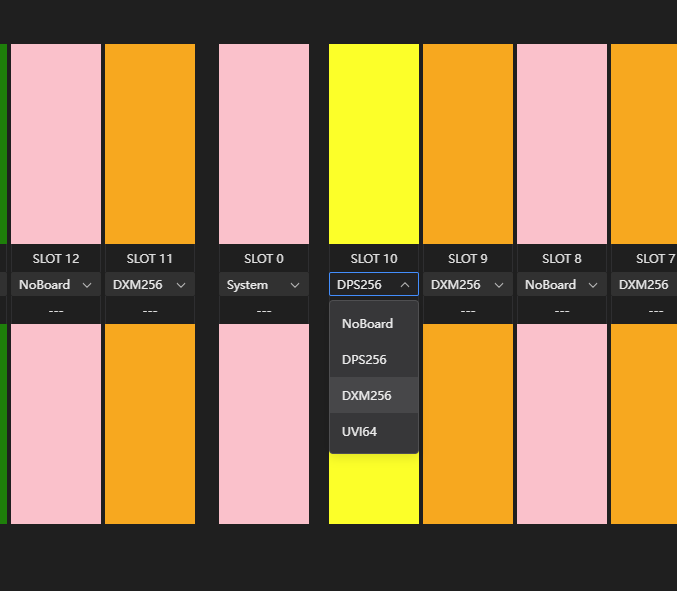 SLOT 12 SLOT 11 SLOT 0 SLOT 10 SLOT 9 SLOT 8 SLOT 7
NoBoard DXM256 System DPS256 DXM256 NoBoard DXM256
--- --- --- --- --- ---
NoBoard
DPS256
DXM256
UVI64